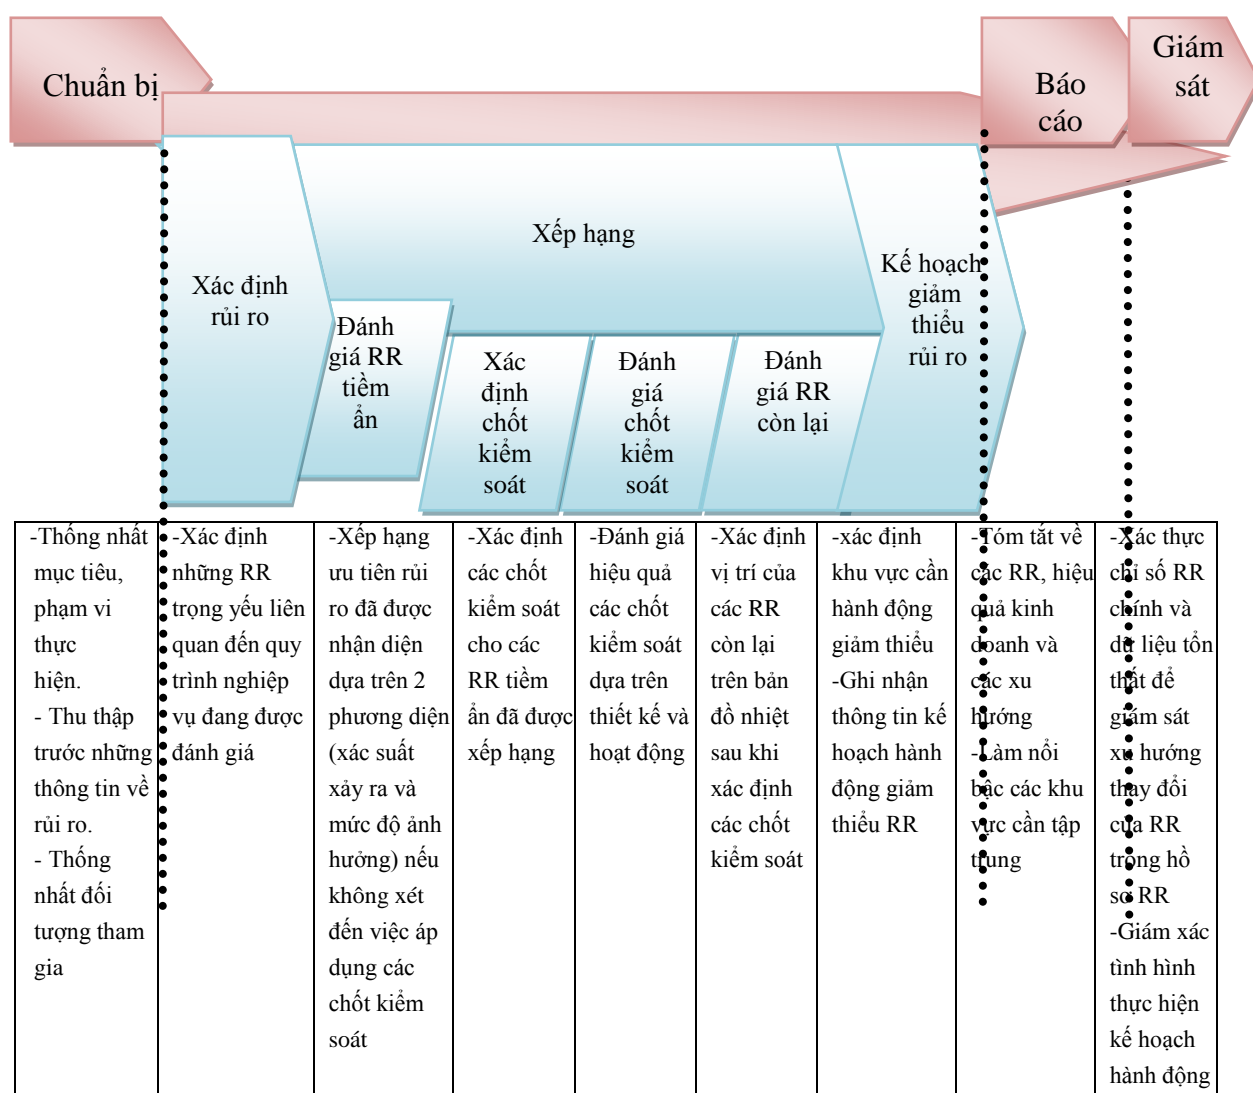 Chuẩn bị
Báo
cáo
Giám
sát
Xác định
rủi ro
Xếp hạng
Đánh
giá RR
tiềm
ẩn
Xác
định
chốt
kiểm
soát
Đánh
giá
chốt
kiểm
soát
Đánh
giá RR
còn lại
Kế hoạch
giảm
thiểu
rủi ro
-Thống nhất
mục tiêu,
phạm vi
thực
hiện.
- Thu thập
trước những
thông tin về
rủi ro.
- Thống
nhất đối
tượng tham
gia
-Xác định
những RR
trọng yếu liên
quan đến quy
trình nghiệp
vụ đang được
đánh giá
-Xếp hạng
ưu tiên rủi
ro đã được
nhận diện
dựa trên 2
phương diện
(xác suất
xảy ra và
mức độ ảnh
hưởng) nếu
không xét
đến việc áp
dụng các
chốt kiểm
soát
-Xác định
các chốt
kiểm soát
cho các
RR tiềm
ẩn đã được
xếp hạng
-Đánh giá
hiệu quả
các chốt
kiểm soát
dựa trên
thiết kế và
hoạt động
-Xác định
vị trí của
các RR
còn lại
trên bản
đồ nhiệt
sau khi
xác định
các chốt
kiểm soát
-xác định
khu vực cần
hành động
giảm thiểu
-Ghi nhận
thông tin kế
hoạch hành
động giảm
thiểu RR
-Tóm tắt về
các RR, hiệu
quả kinh
doanh và
các xu
hướng
-Làm nổi
bậc các khu
vực cần tập
trung
-Xác thực
chỉ số RR
chính và
dữ liệu tổn
thất để
giám sát
xu hướng
thay đổi
của RR
trong hồ
sơ RR
-Giám xác
tình hình
thực hiện
kế hoạch
hành động